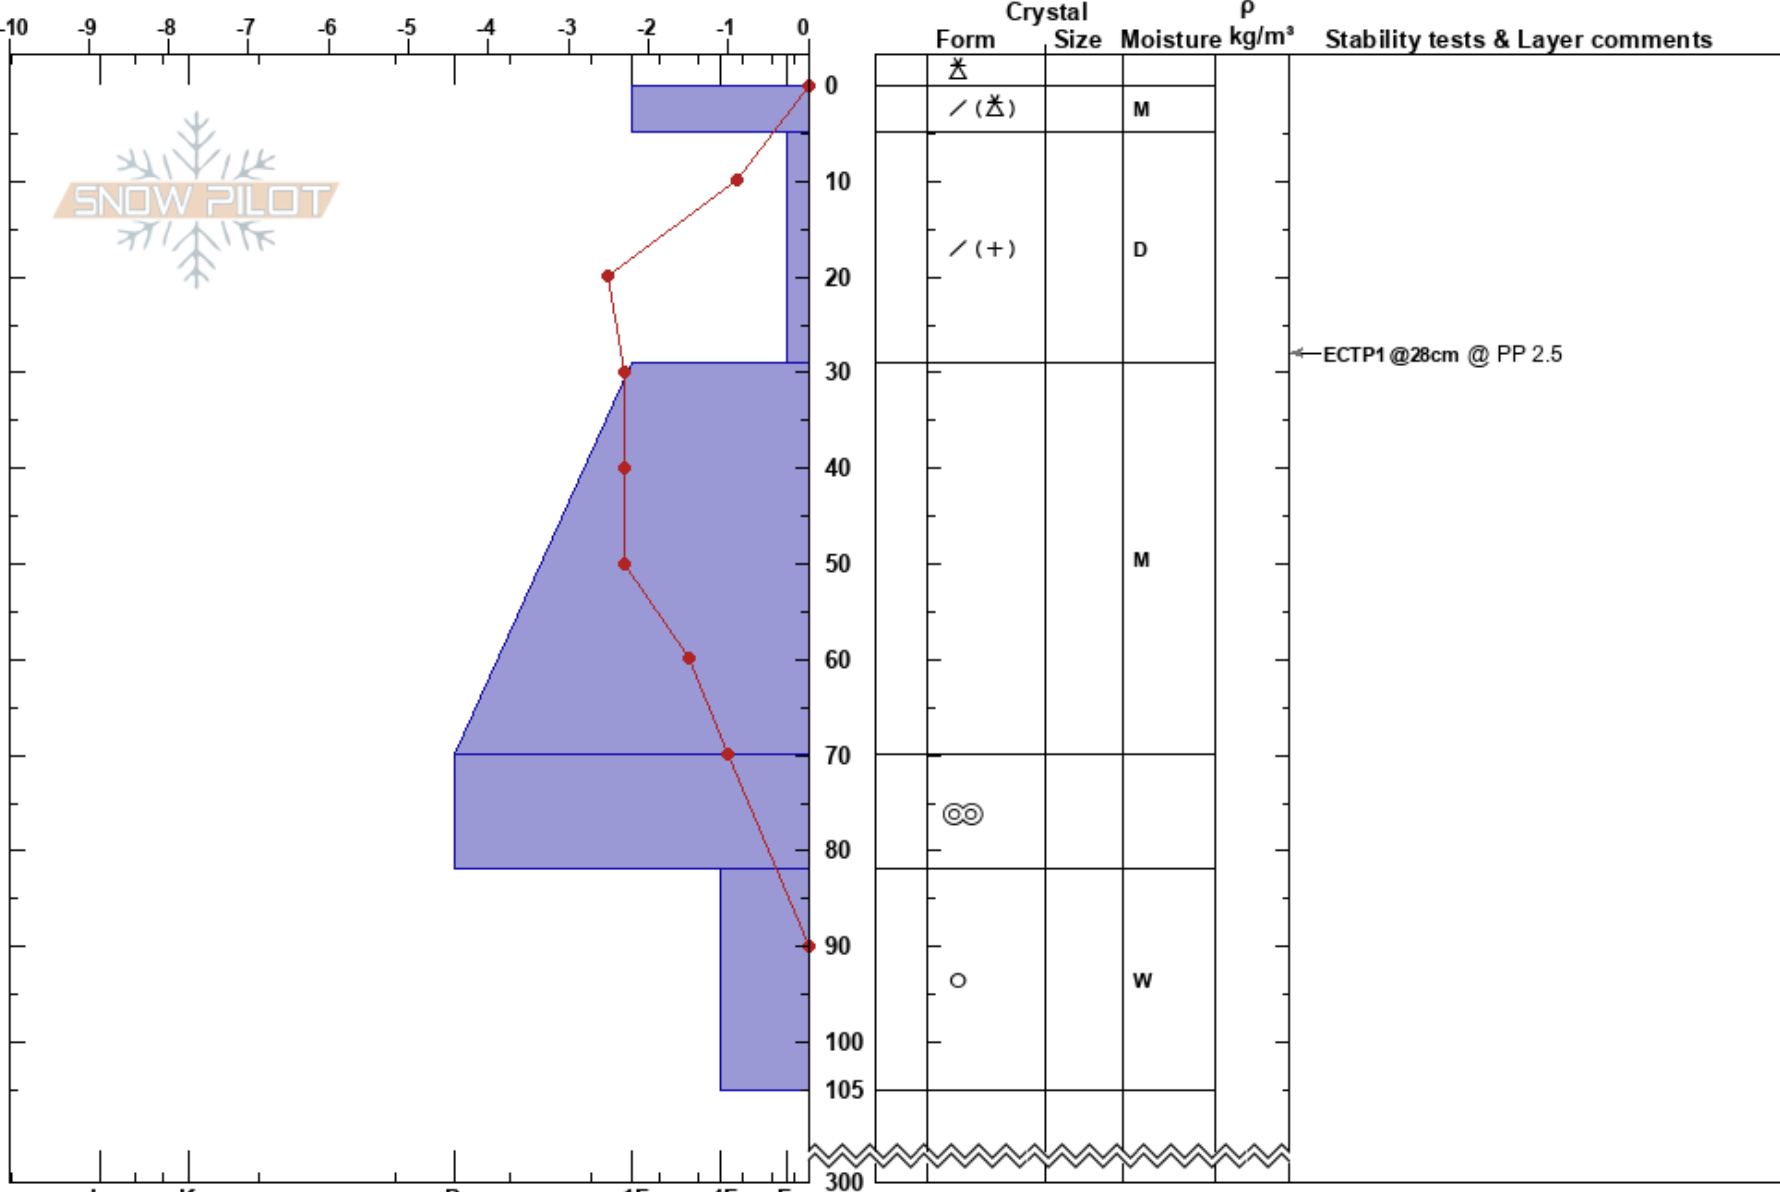 Crystal ρ
-10 -9 -8 -7 -6 -5 -4 -3 -2 -1 0 Form Size Moisture kg/m³ Stability tests & Layer comments
0
M
10
SNOW PILOT
20
D
30
ECTP1 @28cm @ PP 2.5
40
50
M
60
70
80
90
W
100
105
300